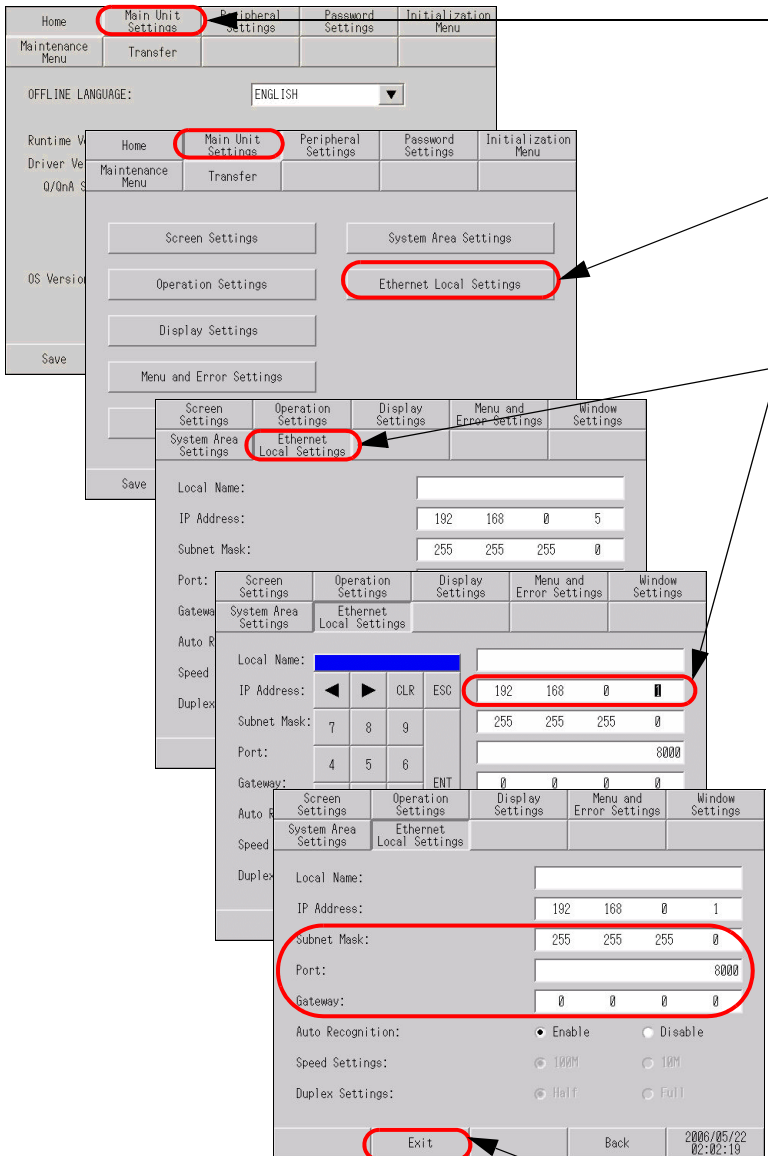 Home
Main Unit Settings
Peripheral Settings
Password Settings
Initialization Menu
Maintenance Menu
Transfer
OFFLINE LANGUAGE:
ENGLISH
Runtime V
Driver Ve
Q/QnA S
OS Version
Save
Home
Main Unit Settings
Peripheral Settings
Password Settings
Initialization Menu
Maintenance Menu
Transfer
Screen Settings
System Area Settings
Operation Settings
Ethernet Local Settings
Display Settings
Menu and Error Settings
Save
Screen Settings
Operation Settings
Display Settings
Menu and Error Settings
Window Settings
System Area Settings
Ethernet Local Settings
Local Name:
IP Address: 192 168 0 5
Subnet Mask: 255 255 255 0
Port:
Gatewa
Auto R
Speed
Duplex
Screen Settings
Operation Settings
Display Settings
Menu and Error Settings
Window Settings
System Area Settings
Ethernet Local Settings
Local Name:
IP Address: ◀ ▶ CLR ESC 192 168 0 1
Subnet Mask: 7 8 9 255 255 255 0
Port: 8000
4 5 6
Gateway: ENT 0 0 0 0
Auto R
Speed
Duplex
Screen Settings
Operation Settings
Display Settings
Menu and Error Settings
Window Settings
System Area Settings
Ethernet Local Settings
Local Name:
IP Address: 192 168 0 1
Subnet Mask: 255 255 255 0
Port: 8000
Gateway: 0 0 0 0
Auto Recognition: Enable Disable
Speed Settings: 100M 10M
Duplex Settings: Half Full
Exit
Back
2006/05/22
02:02:19